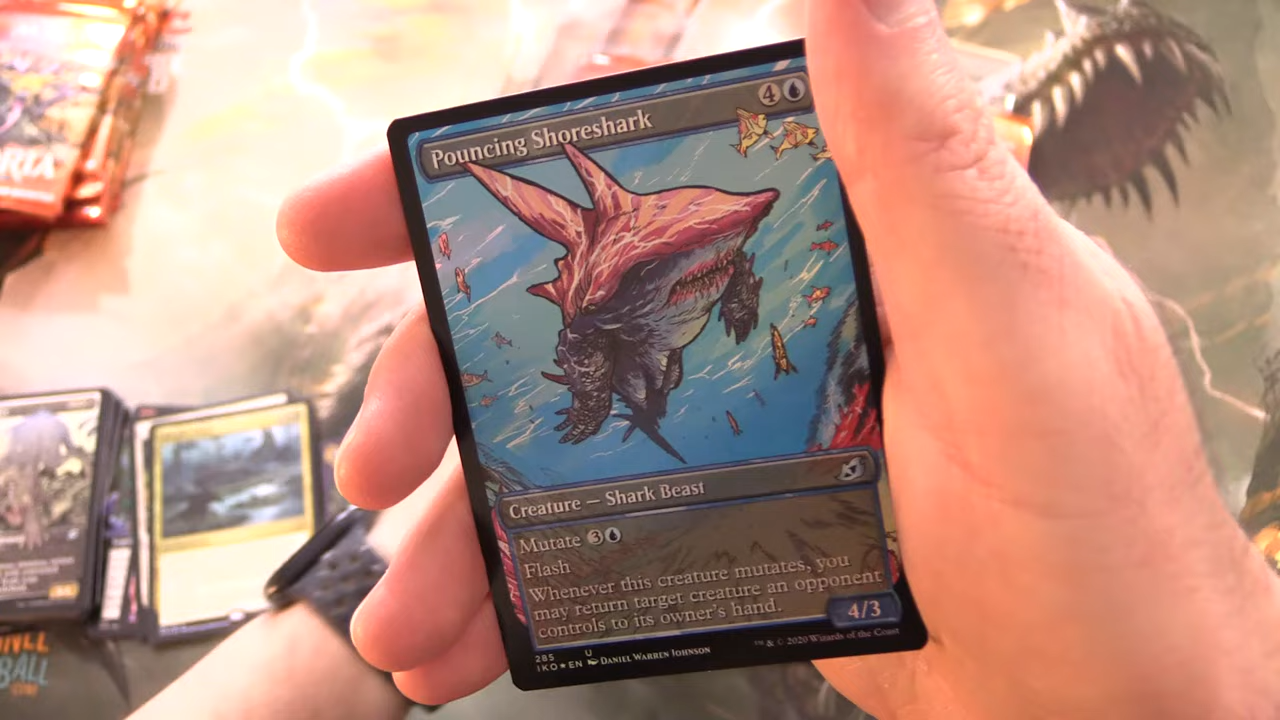 RIA
Pouncing Shoreshark
4
Creature — Shark Beast
Mutate 3
Flash
Whenever this creature mutates, you
may return target creature an opponent
controls to its owner's hand.
4/3
285 U
IKO★EN DANIEL WARREN JOHNSON
™ & © 2020 Wizards of the Coast
BALL